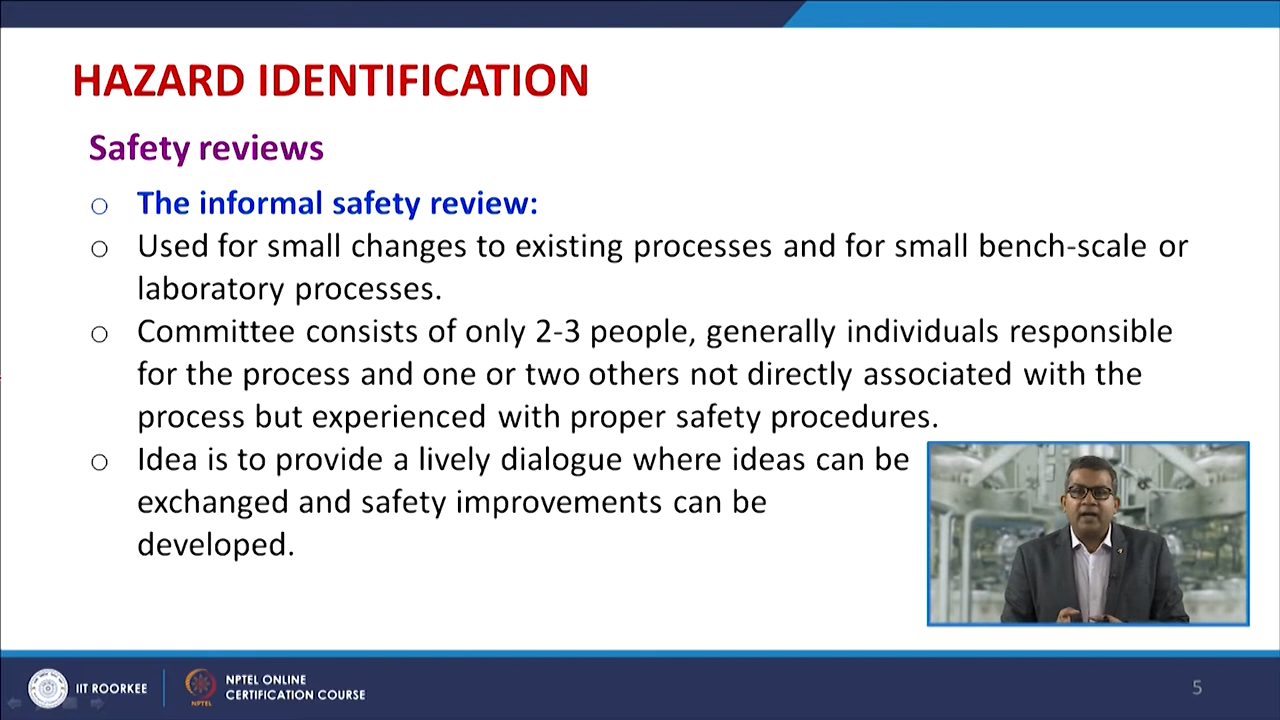 HAZARD IDENTIFICATION
Safety reviews
○ The informal safety review:
○ Used for small changes to existing processes and for small bench-scale or
laboratory processes.
○ Committee consists of only 2-3 people, generally individuals responsible
for the process and one or two others not directly associated with the
process but experienced with proper safety procedures.
○ Idea is to provide a lively dialogue where ideas can be
exchanged and safety improvements can be
developed.
IIT ROORKEE
NPTEL
NPTEL ONLINE
CERTIFICATION COURSE
5